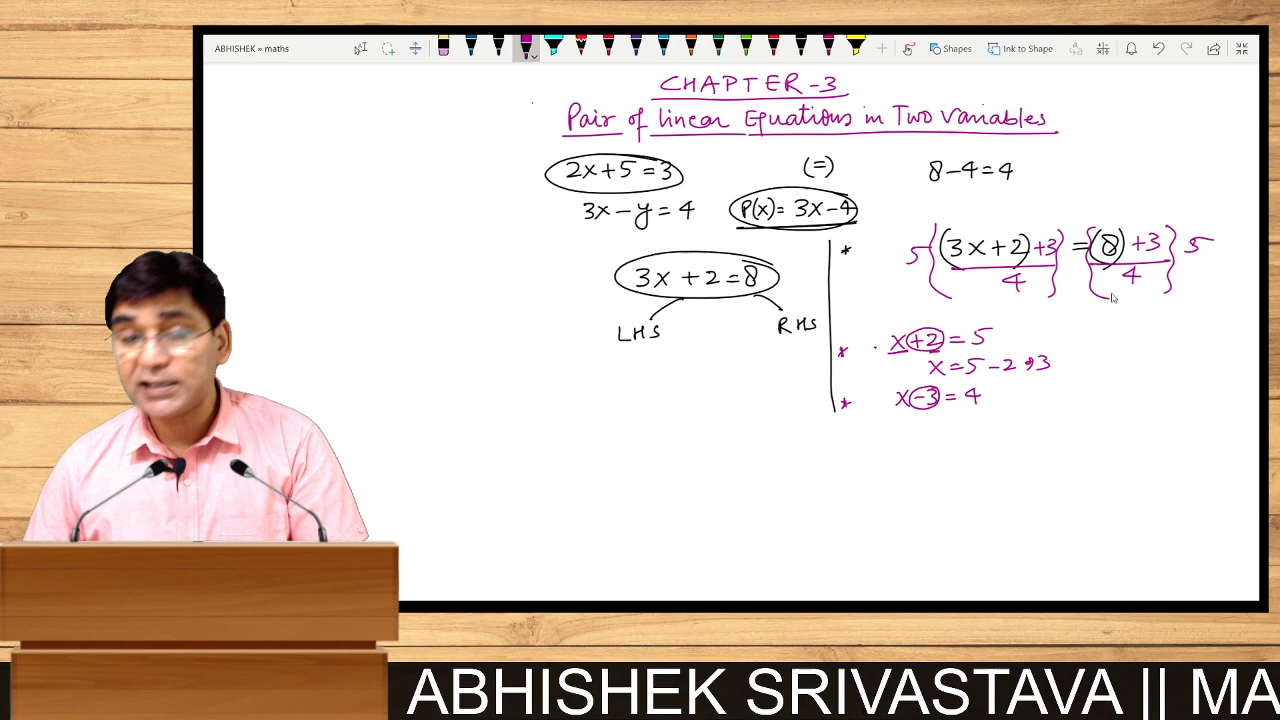 ABHISHEK » maths
Shapes
Ink to Shape
CHAPTER-3
Pair of linear Equations in Two variables
2x+5=3
(=)
8-4=4
3x-y=4
P(x)=3x-4
* 5{(3x+2)+3/4}={(8)+3/4}5
3x+2=8
LHS
RHS
* x+2=5
x=5-2
* x-3=4
ABHISHEK SRIVASTAVA || MA